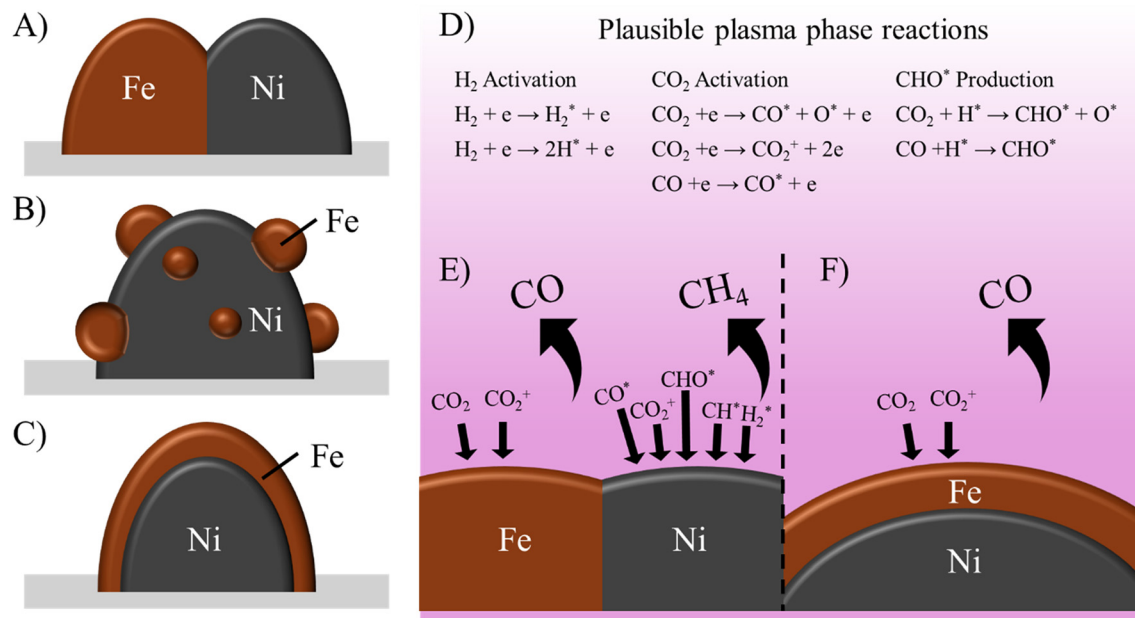 A)
Fe
Ni
B)
Fe
Ni
C)
Fe
Ni
D)
Plausible plasma phase reactions
H₂ Activation
H₂ + e → H₂* + e
H₂ + e → 2H* + e
CO₂ Activation
CO₂ +e → CO* + O* + e
CO₂ +e → CO₂⁺ + 2e
CO +e → CO* + e
CHO* Production
CO₂ + H* → CHO* + O*
CO +H* → CHO*
E)
CO
CH₄
CO₂
CO₂⁺
CO*
CO₂⁺
CHO*
CH*
H₂*
Fe
Ni
F)
CO
CO₂
CO₂⁺
Fe
Ni